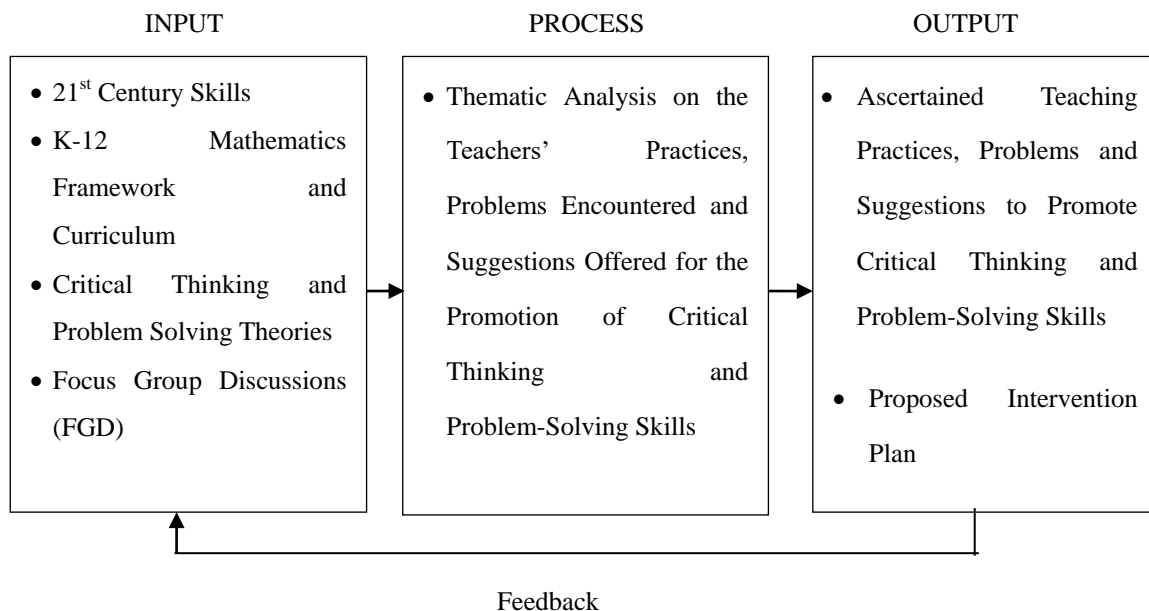 INPUT
PROCESS
OUTPUT
• 21st Century Skills
• K-12 Mathematics
Framework and
Curriculum
• Critical Thinking and
Problem Solving Theories
• Focus Group Discussions
(FGD)
• Thematic Analysis on the
Teachers’ Practices,
Problems Encountered and
Suggestions Offered for the
Promotion of Critical
Thinking and
Problem-Solving Skills
• Ascertained Teaching
Practices, Problems and
Suggestions to Promote
Critical Thinking and
Problem-Solving Skills
• Proposed Intervention
Plan
Feedback